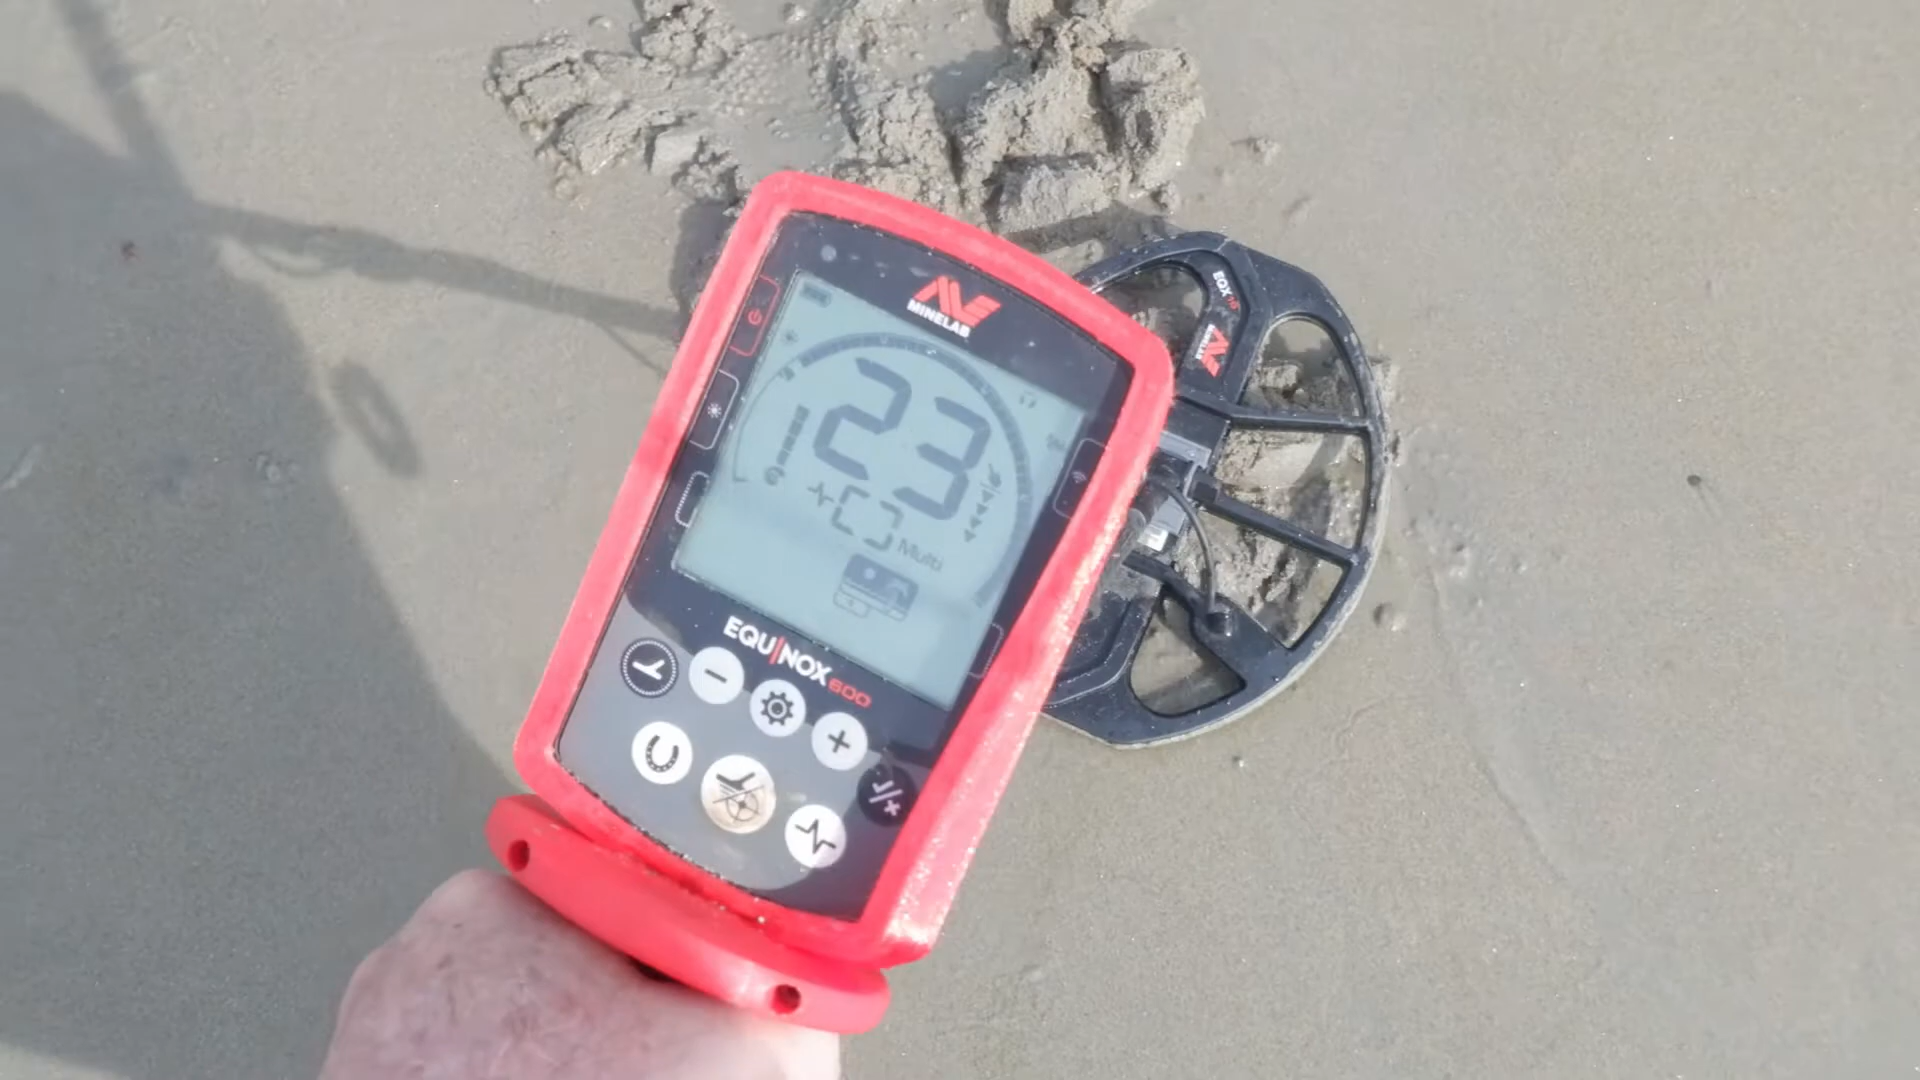 MINELAB
23
Multi
EQUINOX 600
EQX
MINELAB